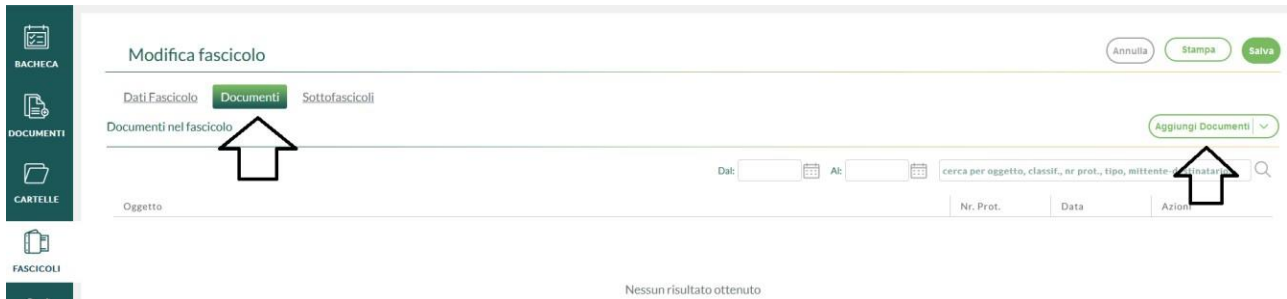 BACHECA
DOCUMENTI
CARTELLE
FASCICOLI
Modifica fascicolo
Annulla Stampa Salva
Dati Fascicolo Documenti Sottofascicoli
Documenti nel fascicolo
Aggiungi Documenti
Dal: Al: cerca per oggetto, classif., nr prot., tipo, mittente-destinatario
Oggetto Nr. Prot. Data Azioni
Nessun risultato ottenuto